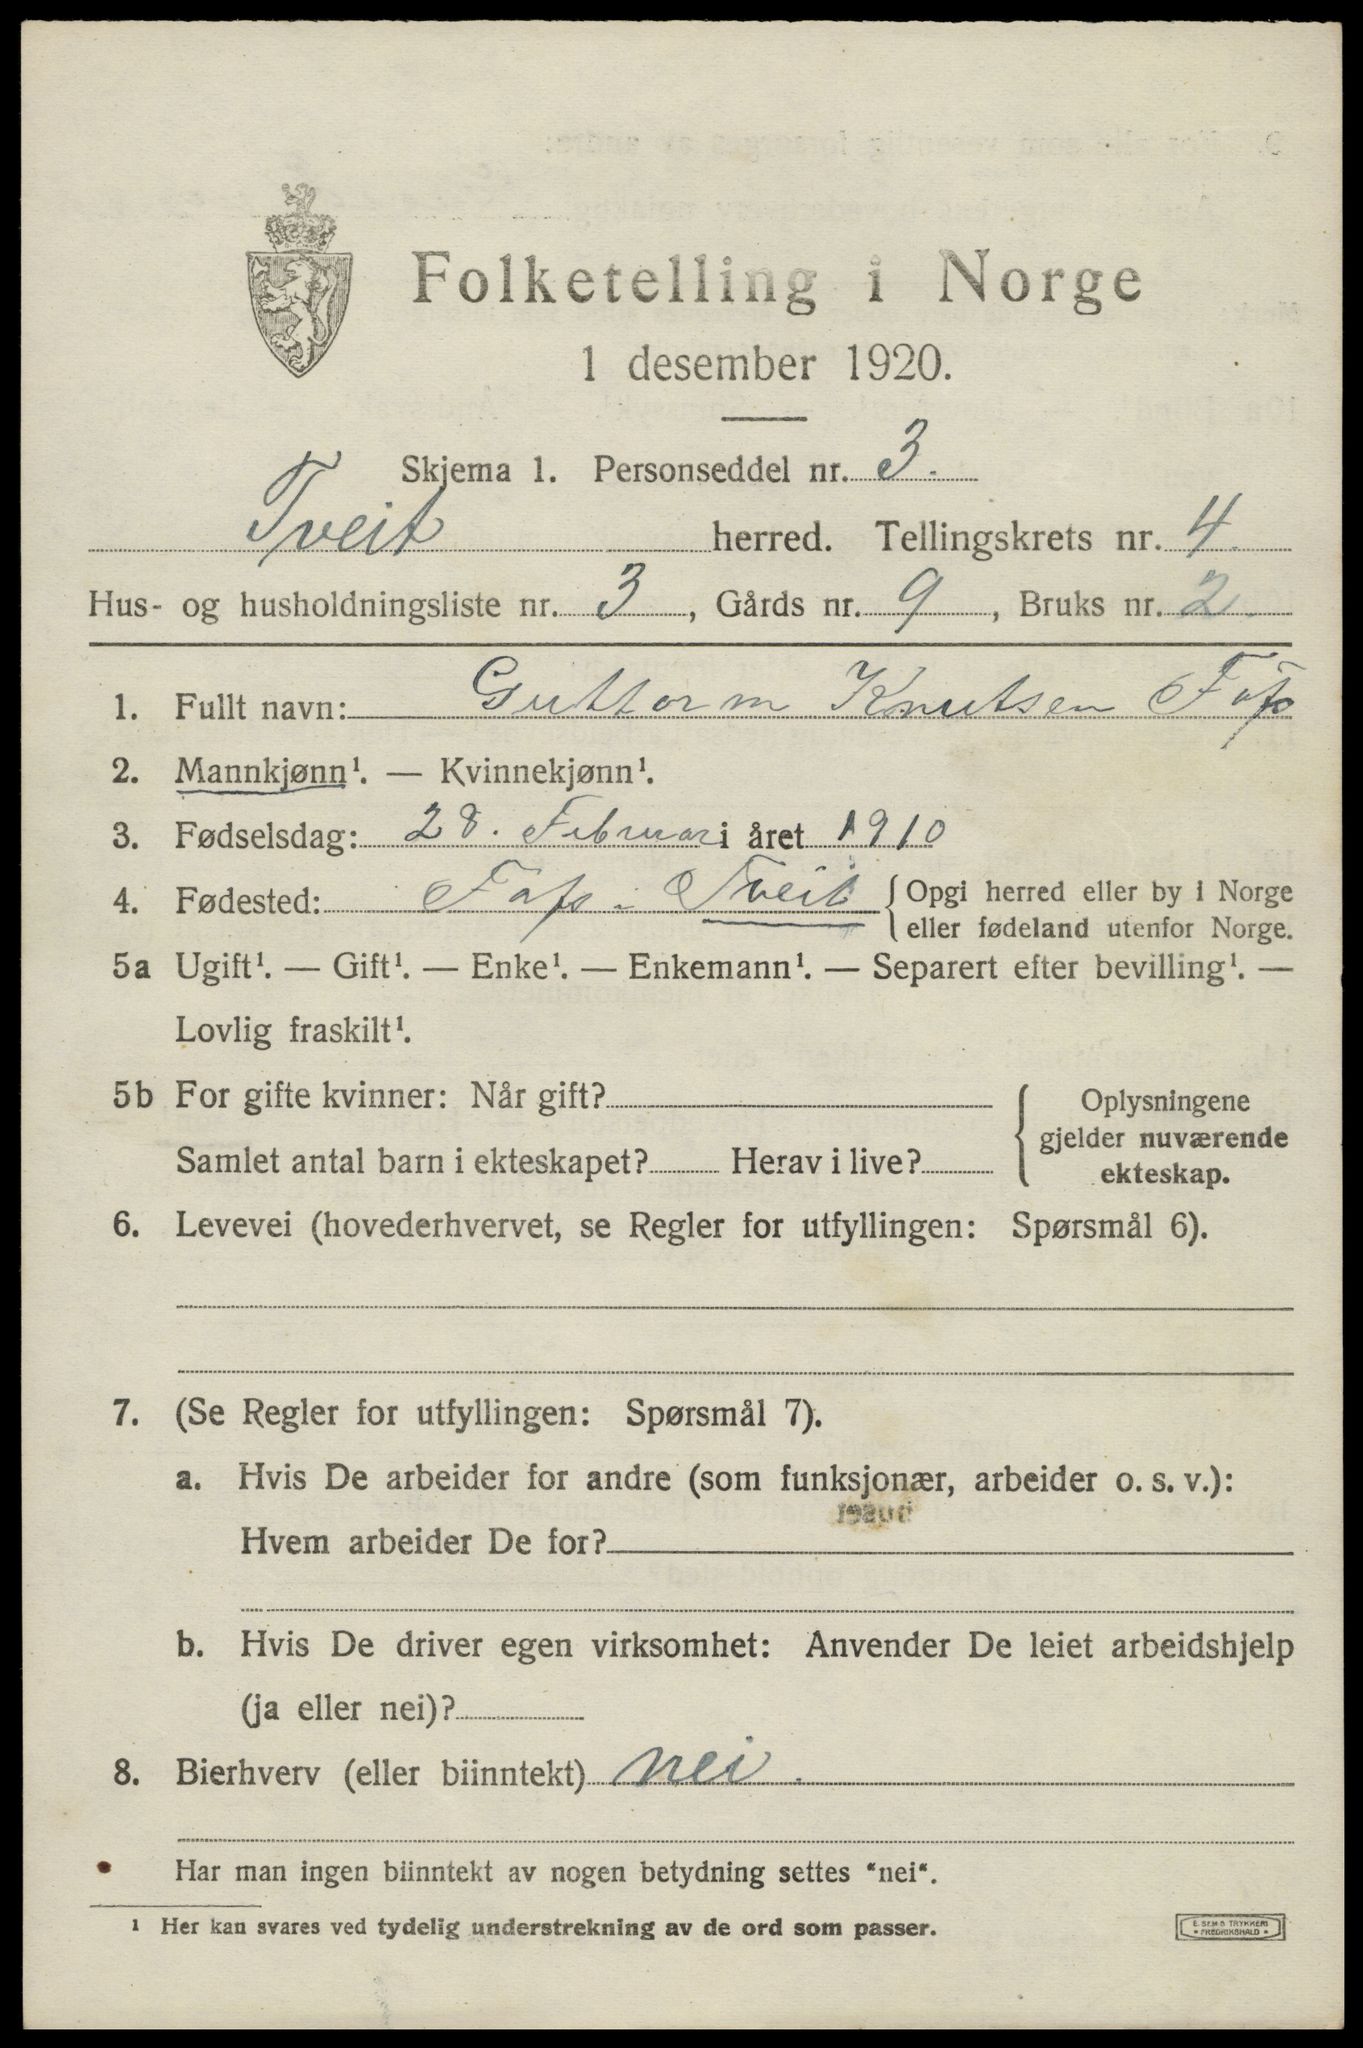 Folketelling i Norge
1 desember 1920.
Skjema 1. Personseddel nr. 3.
Tveit herred. Tellingskrets nr. 4.
Hus- og husholdningsliste nr. 3, Gårds nr. 9, Bruks nr. 2.
1. Fullt navn: Guttorm Knutsen
2. Mannkjønn¹. — Kvinnekjønn¹.
3. Fødselsdag: 28. Februar i året 1910
4. Fødested: Tveit { Opgi herred eller by i Norge
eller fødeland utenfor Norge.
5a Ugift¹. — Gift¹. — Enke¹. — Enkemann¹. — Separert efter bevilling¹. —
Lovlig fraskilt¹.
5b For gifte kvinner: Når gift?
Samlet antal barn i ekteskapet? Herav i live?
{ Oplysningene
gjelder nuværende
ekteskap.
6. Levevei (hovederhvervet, se Regler for utfyllingen: Spørsmål 6).
7. (Se Regler for utfyllingen: Spørsmål 7).
a. Hvis De arbeider for andre (som funksjonær, arbeider o. s. v.):
Hvem arbeider De for?
b. Hvis De driver egen virksomhet: Anvender De leiet arbeidshjelp
(ja eller nei)?
8. Bierhverv (eller biinntekt) nei.
Har man ingen biinntekt av nogen betydning settes "nei".
¹ Her kan svares ved tydelig understrekning av de ord som passer.
E. SEM'S TRYKKERI
FREDRIKSHALD